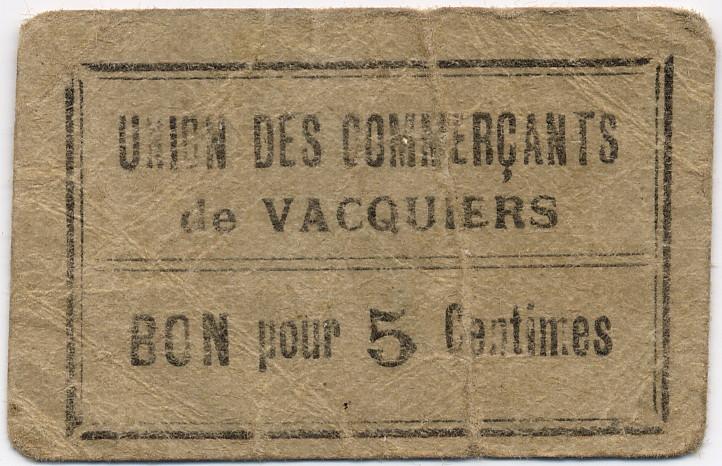 UNION DES COMMERÇANTS
de VACQUIERS
BON pour 5 Centimes